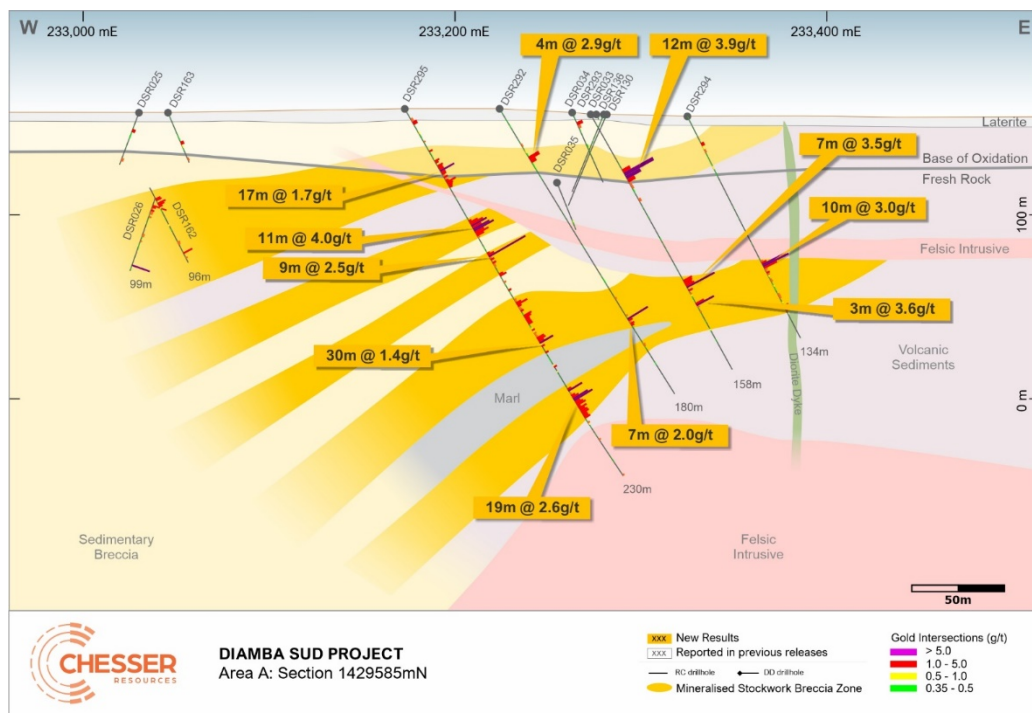 W
233,000 mE
233,200 mE
233,400 mE
E
4m @ 2.9g/t
12m @ 3.9g/t
DSR025
DSR163
DSR295
DSR292
DSR034
DSR293
DSR033
DSR136
DSR130
DSR294
Laterite
DSR035
7m @ 3.5g/t
Base of Oxidation
Fresh Rock
17m @ 1.7g/t
10m @ 3.0g/t
100 m
DSR026
DSR162
11m @ 4.0g/t
Felsic Intrusive
9m @ 2.5g/t
99m
96m
3m @ 3.6g/t
30m @ 1.4g/t
134m
Volcanic
Sediments
158m
Diorite Dyke
Marl
180m
0 m
7m @ 2.0g/t
230m
19m @ 2.6g/t
Sedimentary
Breccia
Felsic
Intrusive
50m
CHESSER
RESOURCES
DIAMBA SUD PROJECT
Area A: Section 1429585mN
xxx New Results
xxx Reported in previous releases
RC drillhole DD drillhole
Mineralised Stockwork Breccia Zone
Gold Intersections (g/t)
> 5.0
1.0 - 5.0
0.5 - 1.0
0.35 - 0.5